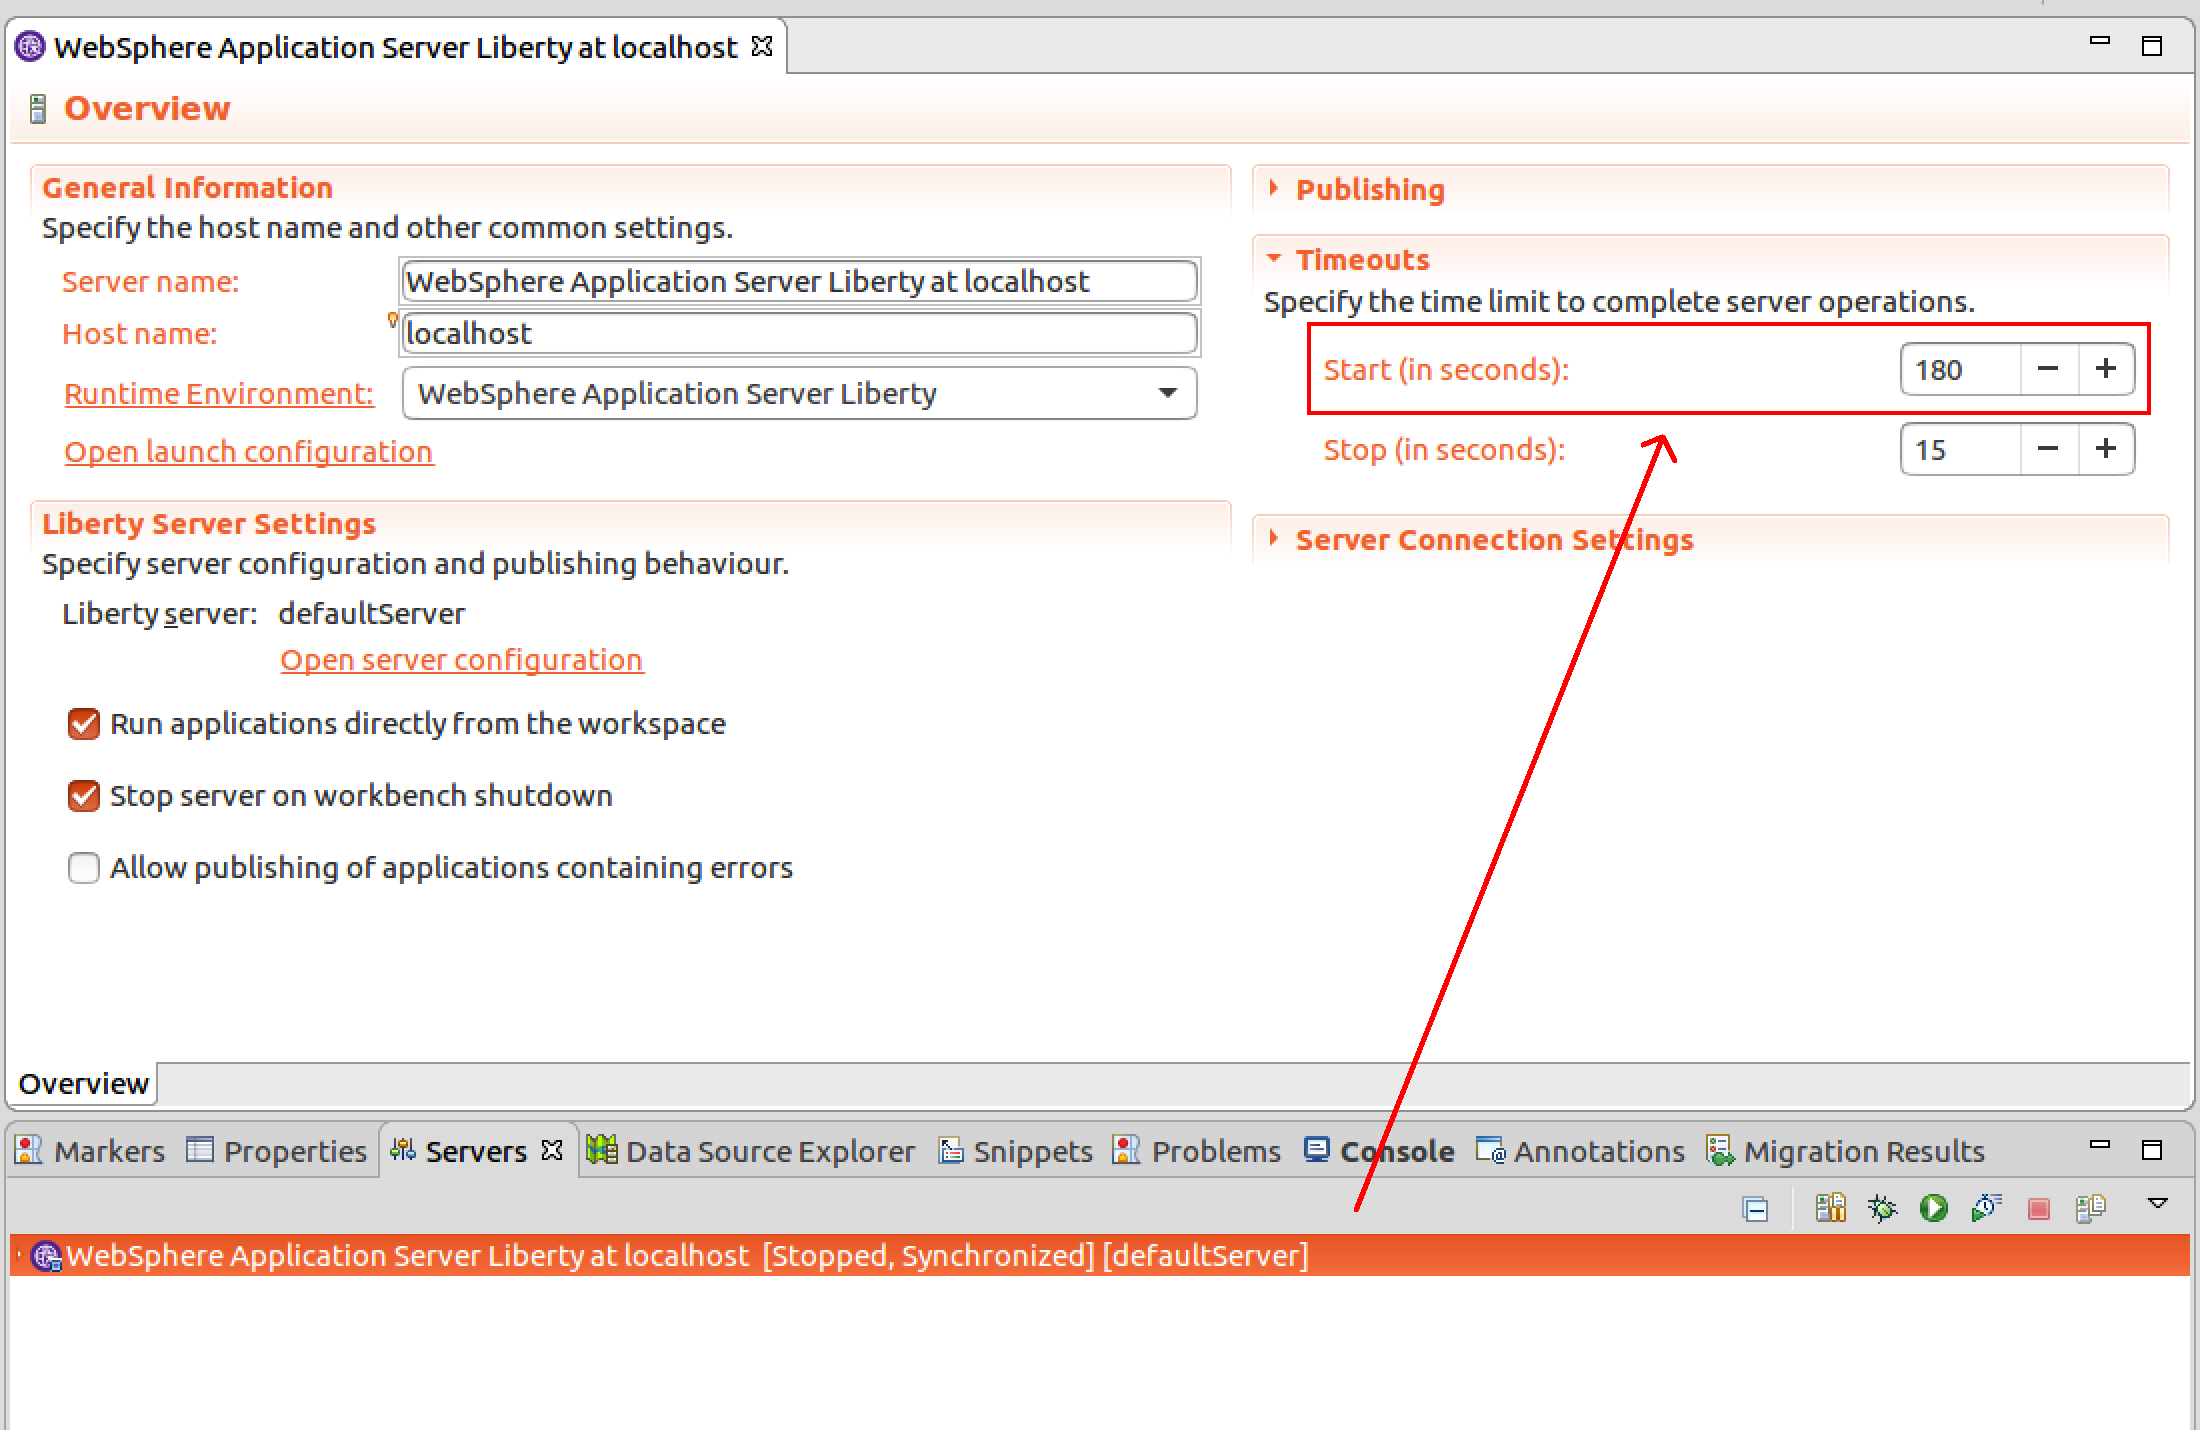 WebSphere Application Server Liberty at localhost
Overview
General Information
Specify the host name and other common settings.
Server name: WebSphere Application Server Liberty at localhost
Host name: localhost
Runtime Environment: WebSphere Application Server Liberty
Open launch configuration
Liberty Server Settings
Specify server configuration and publishing behaviour.
Liberty server: defaultServer
Open server configuration
Run applications directly from the workspace
Stop server on workbench shutdown
Allow publishing of applications containing errors
Publishing
Timeouts
Specify the time limit to complete server operations.
Start (in seconds): 180 − +
Stop (in seconds): 15 − +
Server Connection Settings
Overview
Markers Properties Servers Data Source Explorer Snippets Problems Console Annotations Migration Results
WebSphere Application Server Liberty at localhost [Stopped, Synchronized] [defaultServer]